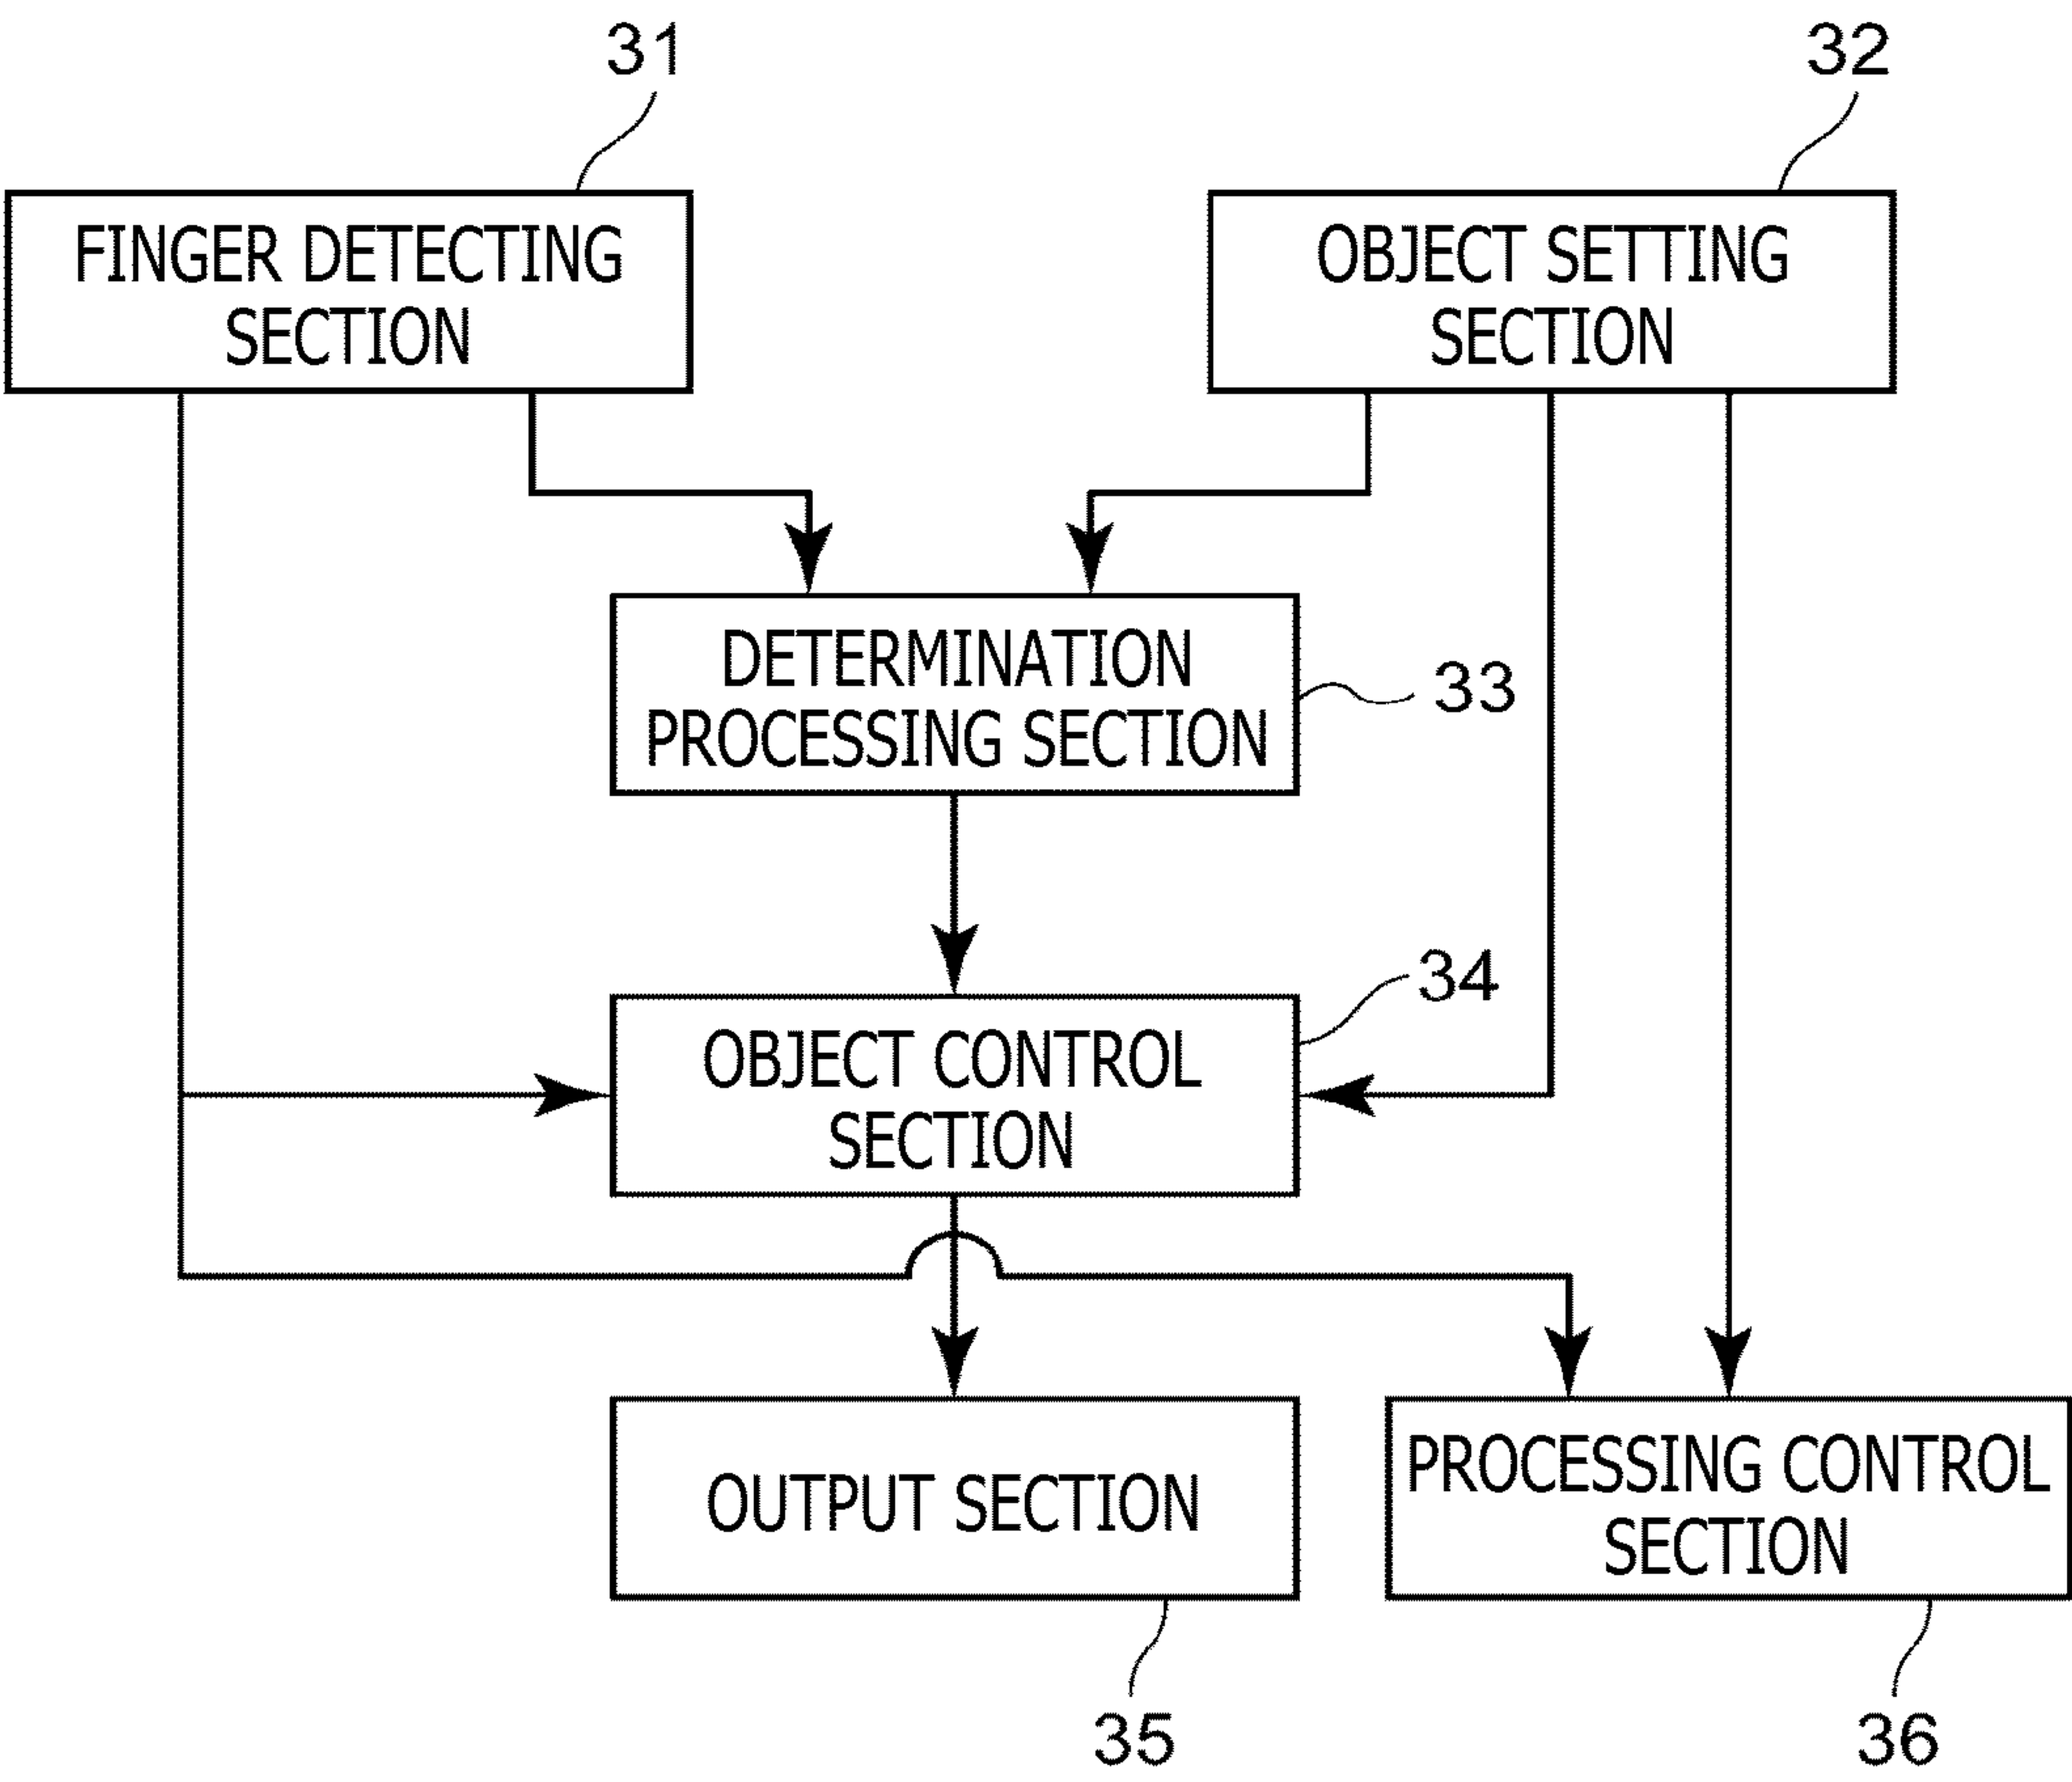 31
32
FINGER DETECTING
SECTION
OBJECT SETTING
SECTION
DETERMINATION
PROCESSING SECTION
33
34
OBJECT CONTROL
SECTION
OUTPUT SECTION
PROCESSING CONTROL
SECTION
35
36